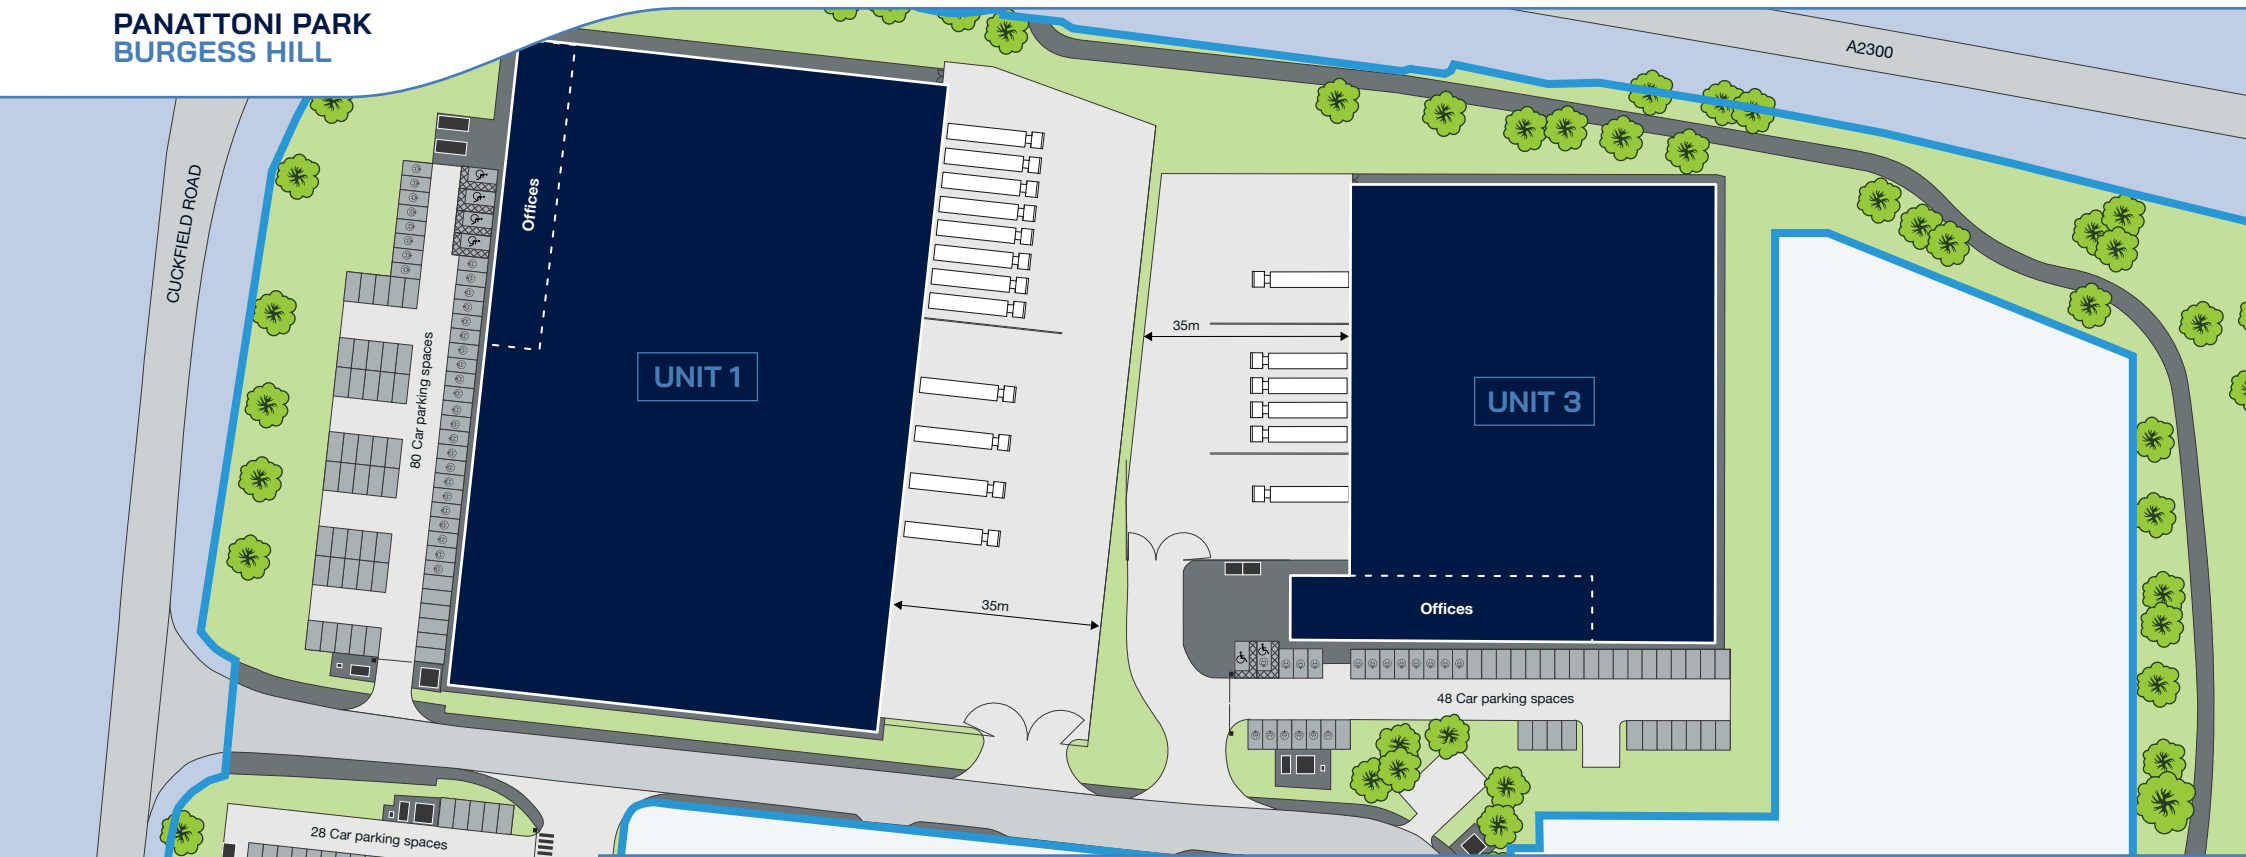 PANATTONI PARK
BURGESS HILL
A2300
CUCKFIELD ROAD
Offices
UNIT 1
80 Car parking spaces
35m
35m
UNIT 3
Offices
48 Car parking spaces
28 Car parking spaces